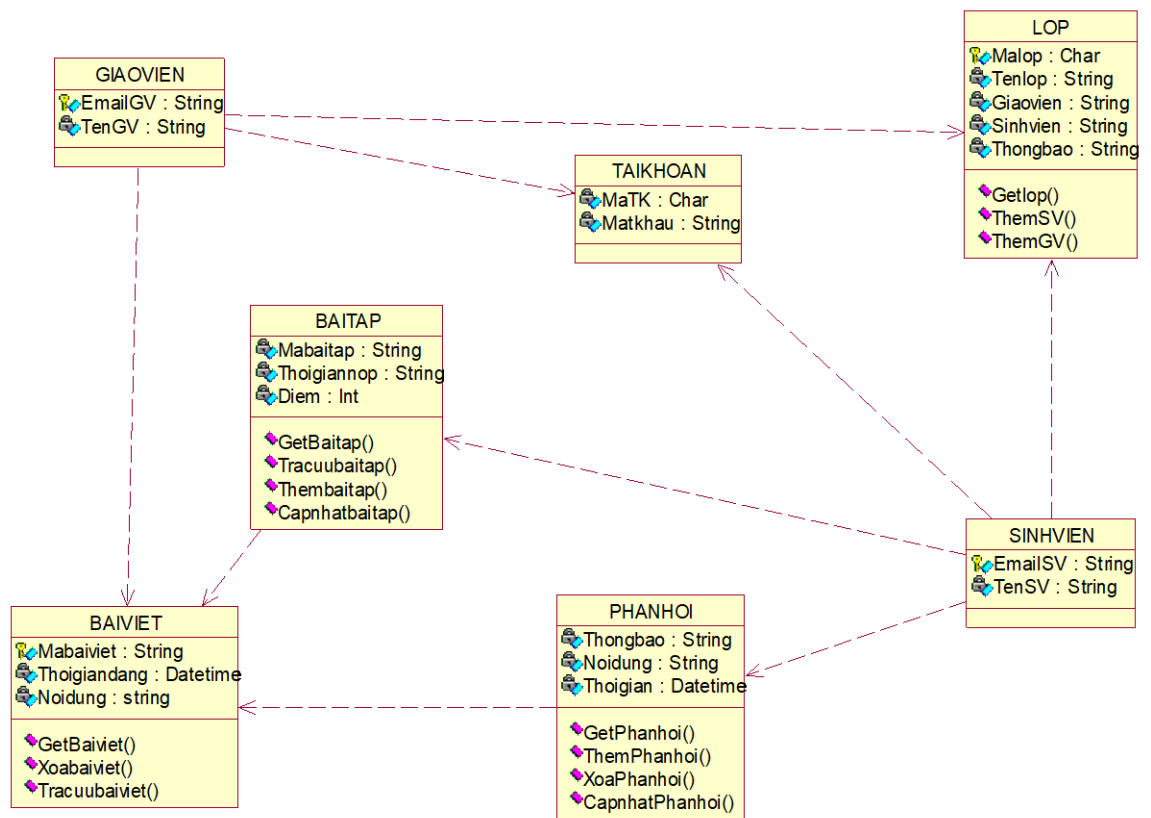 GIAOVIEN
EmailGV : String
TenGV : String
LOP
Malop : Char
Tenlop : String
Giaovien : String
Sinhvien : String
Thongbao : String
Getlop()
ThemSV()
ThemGV()
TAIKHOAN
MaTK : Char
Matkhau : String
BAITAP
Mabaitap : String
Thoigiannop : String
Diem : Int
GetBaitap()
Tracuubaitap()
Thembaitap()
Capnhatbaitap()
SINHVIEN
EmailSV : String
TenSV : String
BAIVIET
Mabaiviet : String
Thoigiandang : Datetime
Noidung : string
GetBaiviet()
Xoabaiviet()
Tracuubaiviet()
PHANHOI
Thongbao : String
Noidung : String
Thoigian : Datetime
GetPhanhoi()
ThemPhanhoi()
XoaPhanhoi()
CapnhatPhanhoi()